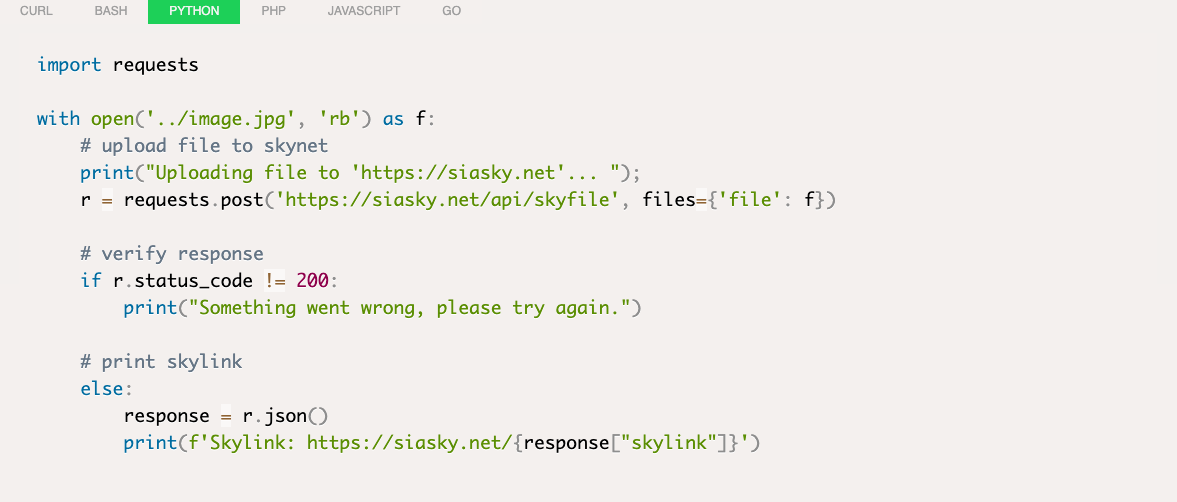 CURL BASH PYTHON PHP JAVASCRIPT GO
import requests
with open('../image.jpg', 'rb') as f:
    # upload file to skynet
    print("Uploading file to 'https://siasky.net'... ");
    r = requests.post('https://siasky.net/api/skyfile', files={'file': f})
    # verify response
    if r.status_code != 200:
        print("Something went wrong, please try again.")
    # print skylink
    else:
        response = r.json()
        print(f'Skylink: https://siasky.net/{response["skylink"]}')